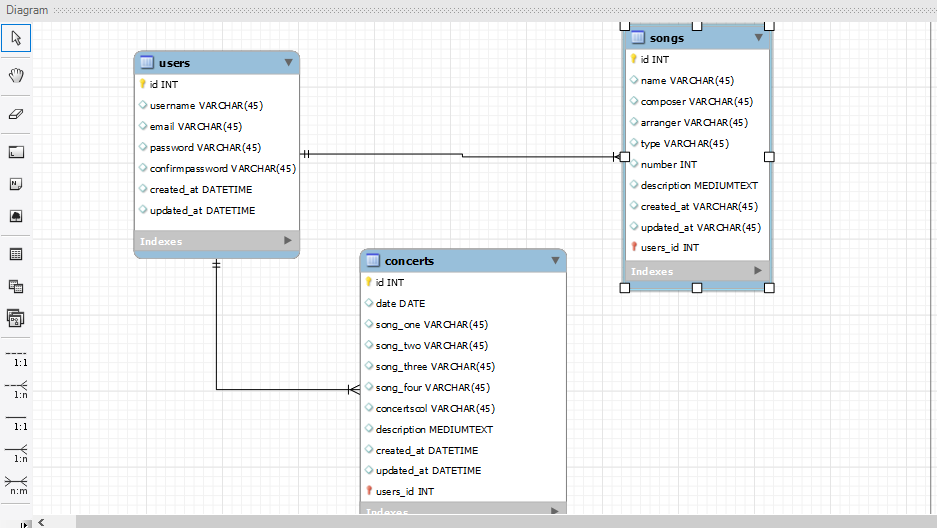 Diagram
users
id INT
username VARCHAR(45)
email VARCHAR(45)
password VARCHAR(45)
confirmpassword VARCHAR(45)
created_at DATETIME
updated_at DATETIME
Indexes
songs
id INT
name VARCHAR(45)
composer VARCHAR(45)
arranger VARCHAR(45)
type VARCHAR(45)
number INT
description MEDIUMTEXT
created_at VARCHAR(45)
updated_at VARCHAR(45)
users_id INT
Indexes
concerts
id INT
date DATE
song_one VARCHAR(45)
song_two VARCHAR(45)
song_three VARCHAR(45)
song_four VARCHAR(45)
concertscol VARCHAR(45)
description MEDIUMTEXT
created_at DATETIME
updated_at DATETIME
users_id INT
Indexes
1:1
1:n
1:1
1:n
n:m